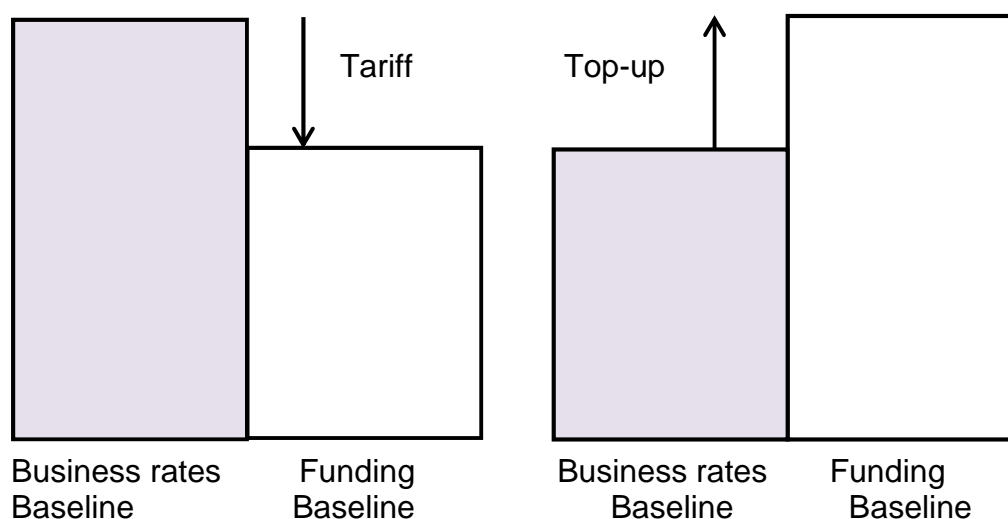 Tariff
Top-up
Business rates
Baseline
Funding
Baseline
Business rates
Baseline
Funding
Baseline